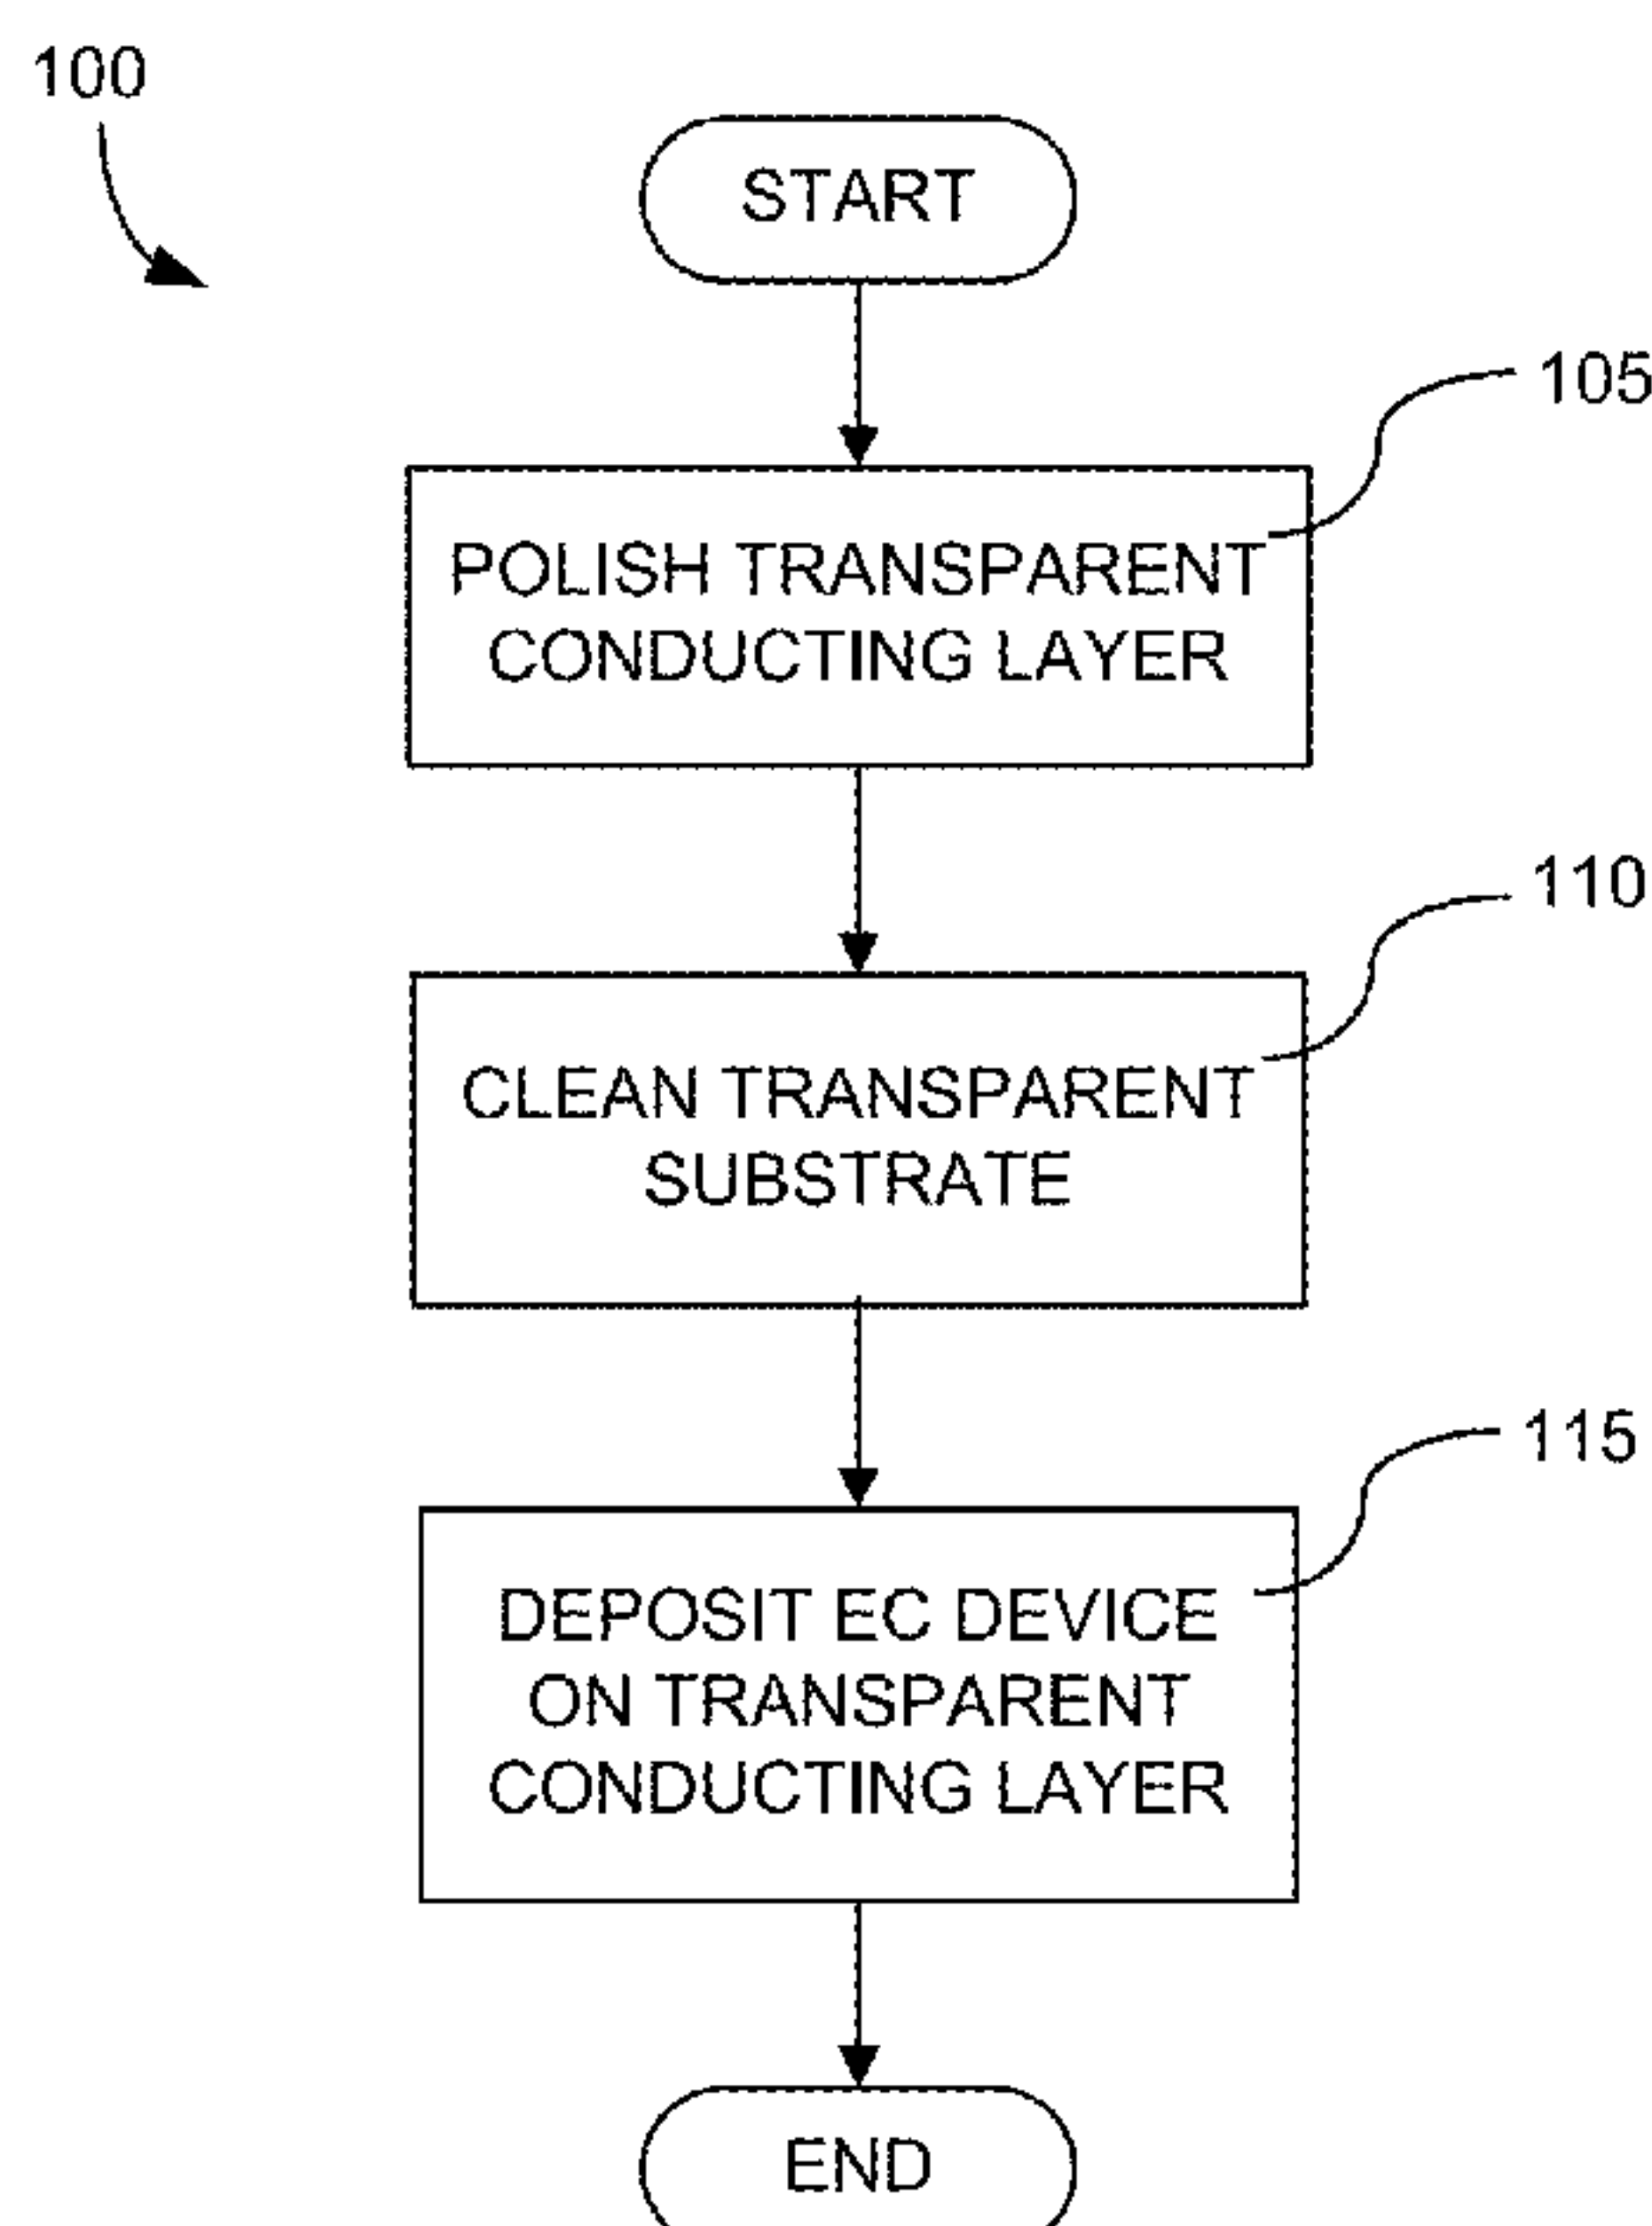 100
START
105
POLISH TRANSPARENT
CONDUCTING LAYER
110
CLEAN TRANSPARENT
SUBSTRATE
115
DEPOSIT EC DEVICE
ON TRANSPARENT
CONDUCTING LAYER
END